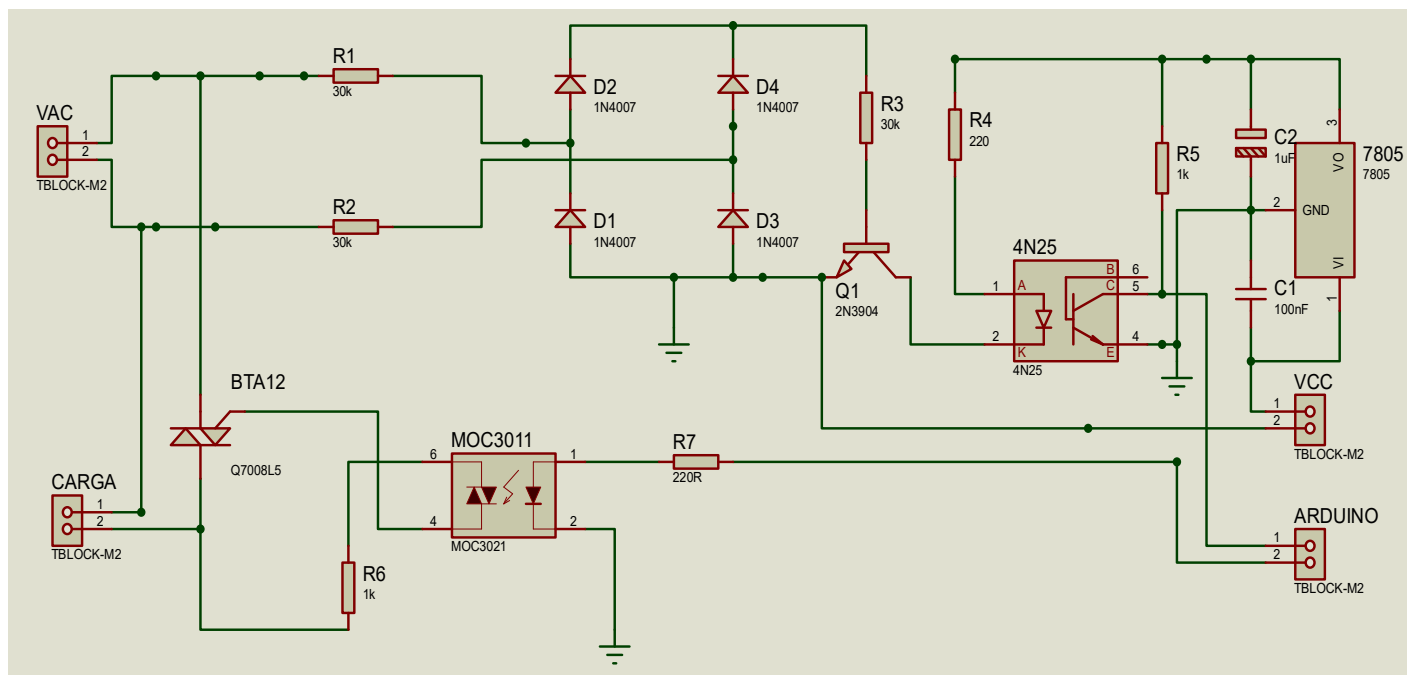 VAC
1
2
TBLOCK-M2
R1
30k
R2
30k
D2
1N4007
D4
1N4007
D1
1N4007
D3
1N4007
R3
30k
Q1
2N3904
R4
220
R5
1k
C2
1uF
C1
100nF
7805
7805
3
VO
2
GND
VI
1
4N25
1
A
2
K
B
6
C
5
E
4
4N25
VCC
1
2
TBLOCK-M2
BTA12
Q7008L5
CARGA
1
2
TBLOCK-M2
MOC3011
6
4
1
2
MOC3021
R6
1k
R7
220R
ARDUINO
1
2
TBLOCK-M2